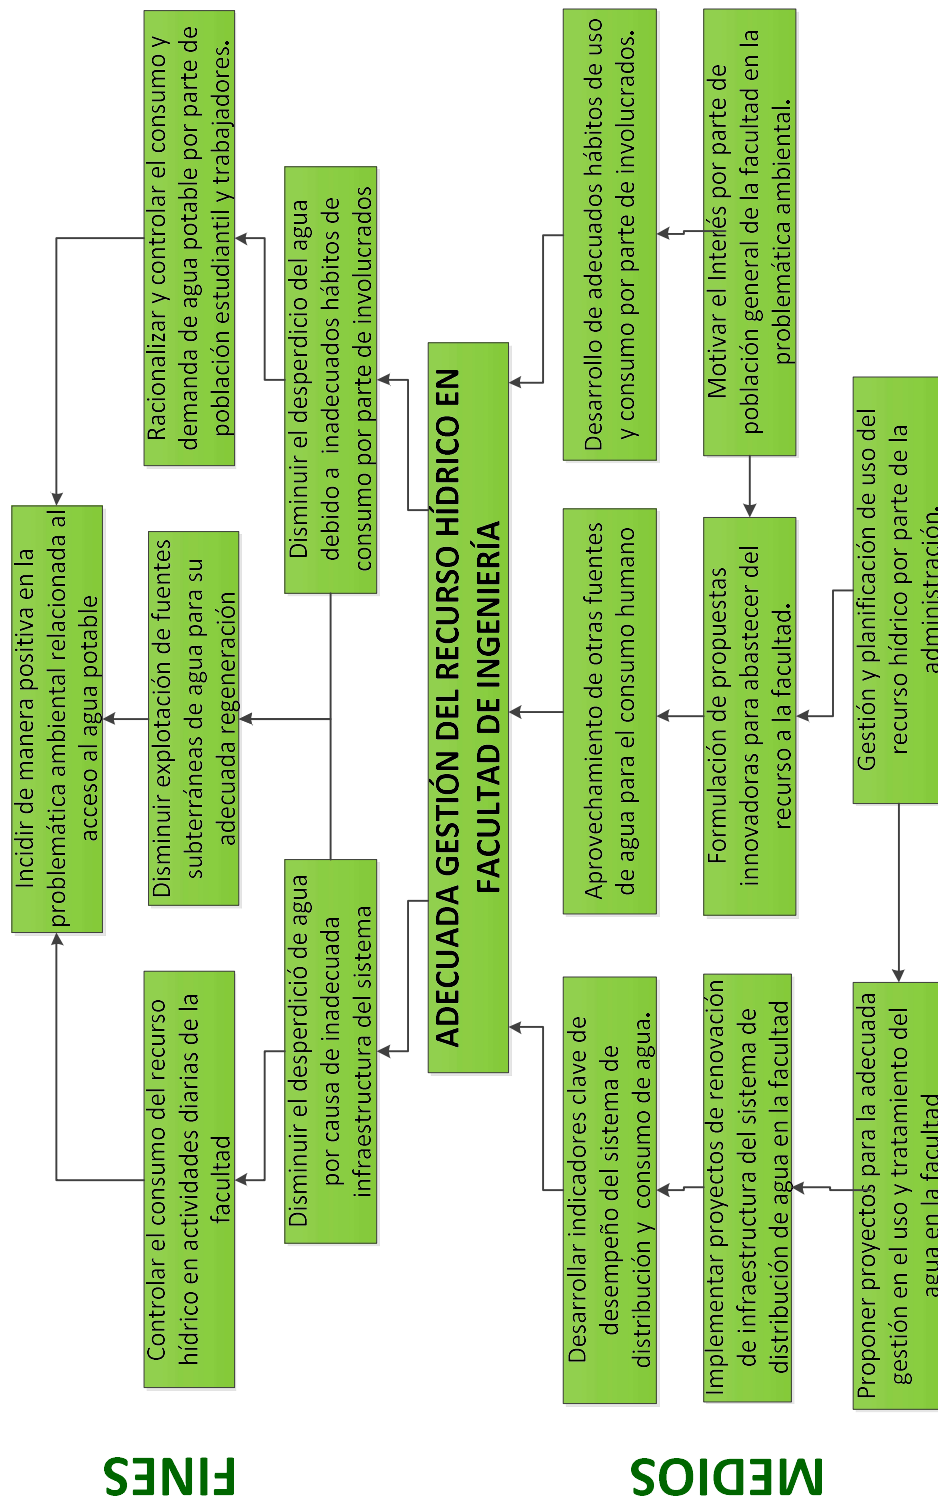 FINES
Incidir de manera positiva en la
problemática ambiental relacionada al
acceso al agua potable
Controlar el consumo del recurso
hídrico en actividades diarias de la
facultad
Disminuir explotación de fuentes
subterráneas de agua para su
adecuada regeneración
Racionalizar y controlar el consumo y
demanda de agua potable por parte de
población estudiantil y trabajadores.
Disminuir el desperdició de agua
por causa de inadecuada
infraestructura del sistema
Disminuir el desperdicio del agua
debido a inadecuados hábitos de
consumo por parte de involucrados
ADECUADA GESTIÓN DEL RECURSO HÍDRICO EN
FACULTAD DE INGENIERÍA
MEDIOS
Desarrollar indicadores clave de
desempeño del sistema de
distribución y consumo de agua.
Aprovechamiento de otras fuentes
de agua para el consumo humano
Desarrollo de adecuados hábitos de uso
y consumo por parte de involucrados.
Implementar proyectos de renovación
de infraestructura del sistema de
distribución de agua en la facultad
Formulación de propuestas
innovadoras para abastecer del
recurso a la facultad.
Motivar el Interés por parte de
población general de la facultad en la
problemática ambiental.
Proponer proyectos para la adecuada
gestión en el uso y tratamiento del
agua en la facultad
Gestión y planificación de uso del
recurso hídrico por parte de la
administración.